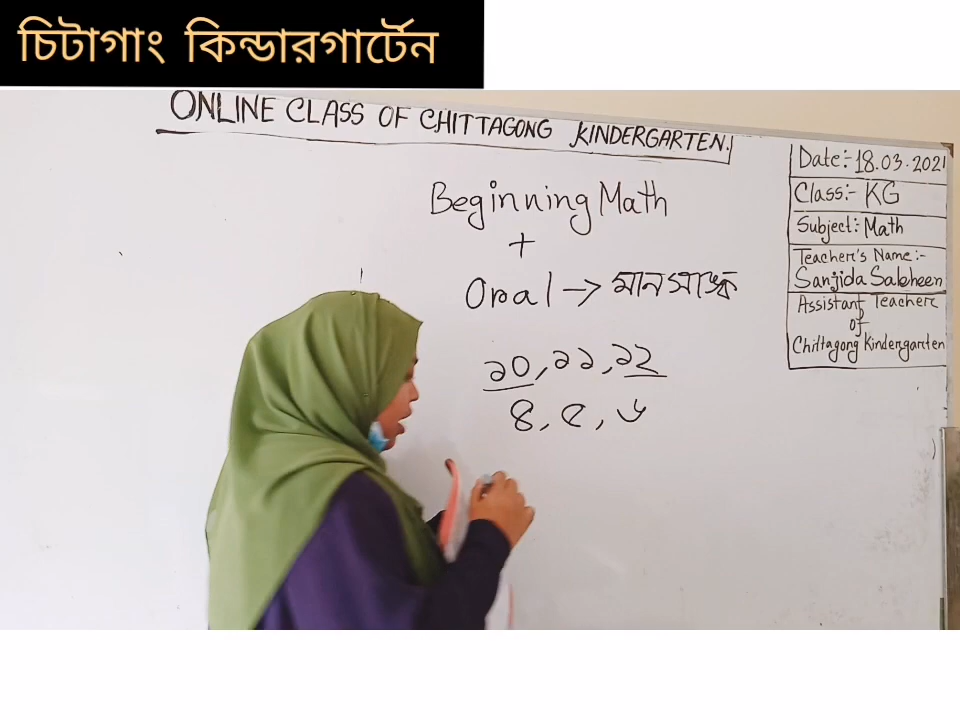 চিটাগাং কিন্ডারগার্টেন
ONLINE CLASS OF CHITTAGONG KINDERGARTEN.
Beginning Math
+
Oral → মানসাঙ্ক
১০, ১১, ১২
৪, ৫, ৬
Date:- 18.03.2021
Class:- KG
Subject: Math
Teacher's Name:-
Sanjida Sabheen
Assistant Teacher
of
Chittagong Kindergarten